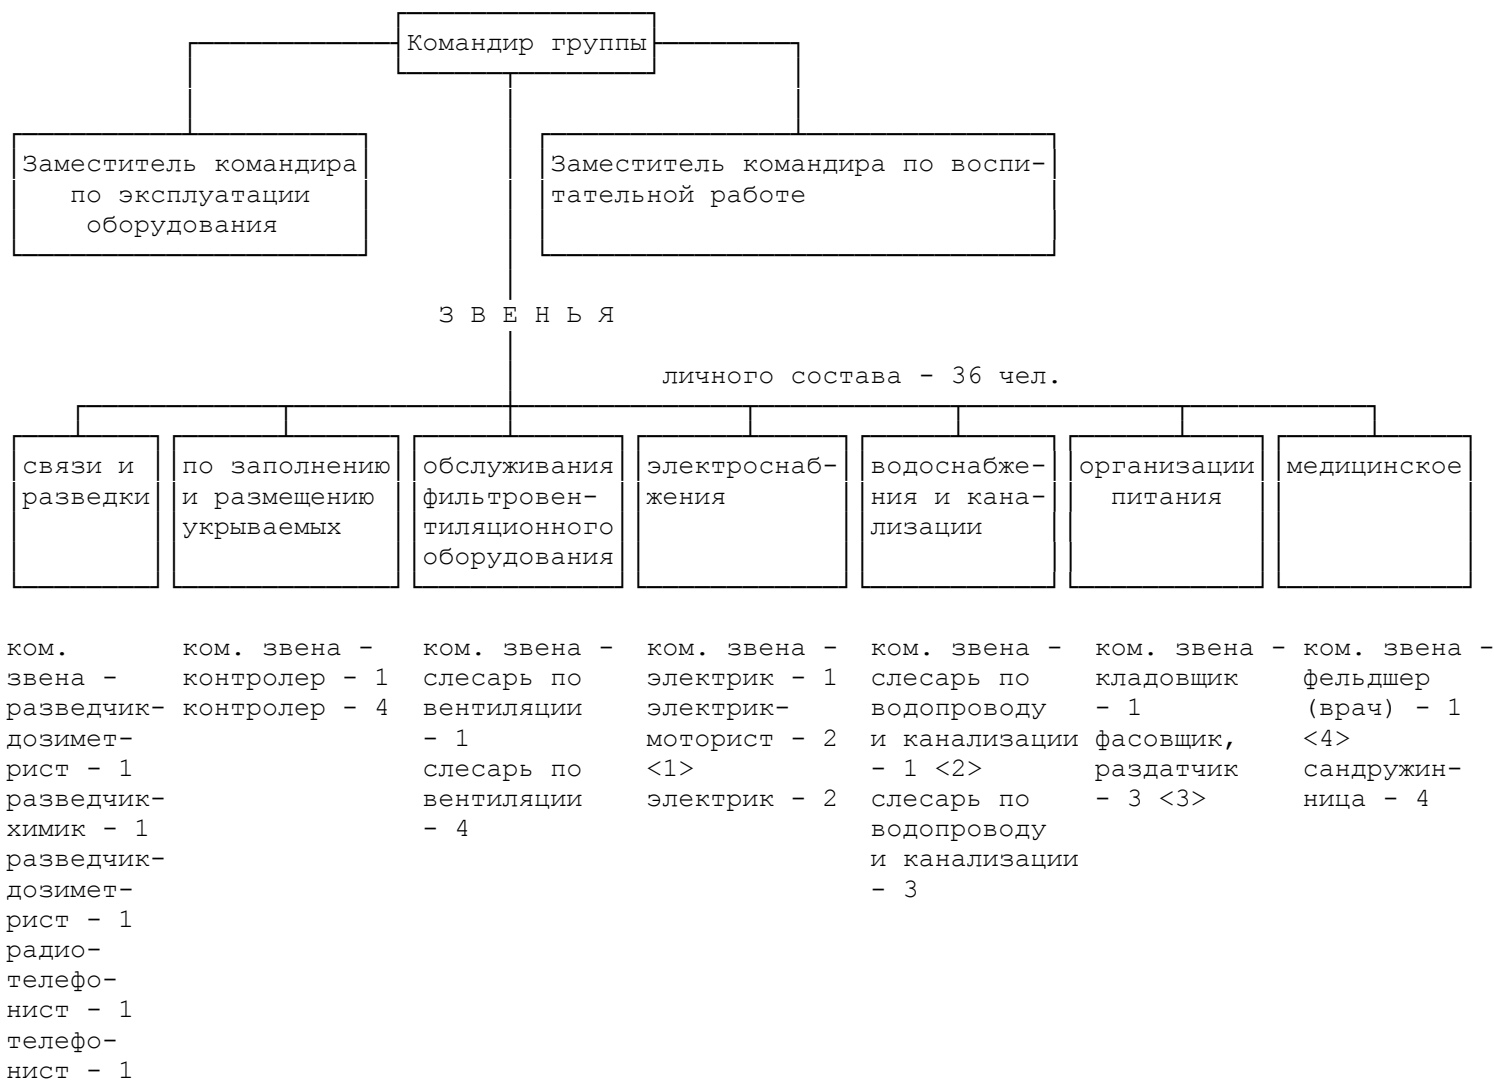 Командир группы
Заместитель командира
по эксплуатации
оборудования
Заместитель командира по воспи-
тательной работе
З В Е Н Ь Я
личного состава - 36 чел.
связи и
разведки
по заполнению
и размещению
укрываемых
обслуживания
фильтровен-
тиляционного
оборудования
электроснаб-
жения
водоснабже-
ния и кана-
лизации
организации
питания
медицинское
ком.
звена -
разведчик-
дозимет-
рист - 1
разведчик-
химик - 1
разведчик-
дозимет-
рист - 1
радио-
телефо-
нист - 1
телефо-
нист - 1
ком. звена -
контролер - 1
контролер - 4
ком. звена -
слесарь по
вентиляции
- 1
слесарь по
вентиляции
- 4
ком. звена -
электрик - 1
электрик-
моторист - 2
<1>
электрик - 2
ком. звена -
слесарь по
водопроводу
и канализации
- 1 <2>
слесарь по
водопроводу
и канализации
- 3
ком. звена -
кладовщик
- 1
фасовщик,
раздатчик
- 3 <3>
ком. звена -
фельдшер
(врач) - 1
<4>
сандружин-
ница - 4